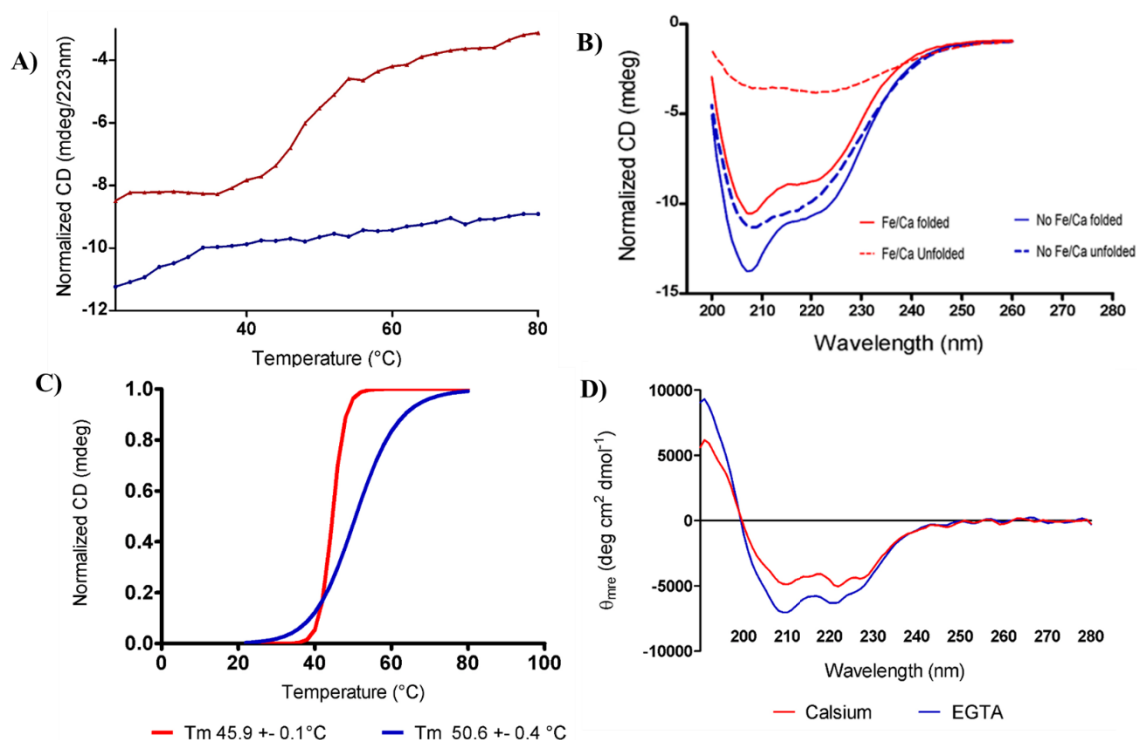 A)
Normalized CD (mdeg/223nm)
-4
-6
-8
-10
-12
40
60
80
Temperature (°C)
B)
Normalized CD (mdeg)
0
-5
-10
-15
Fe/Ca folded
No Fe/Ca folded
Fe/Ca Unfolded
No Fe/Ca unfolded
200 210 220 230 240 250 260 270 280
Wavelength (nm)
C)
Normalized CD (mdeg)
1.0
0.8
0.6
0.4
0.2
0.0
0 20 40 60 80 100
Temperature (°C)
Tm 45.9 +- 0.1°C
Tm 50.6 +- 0.4 °C
D)
θmre (deg cm² dmol⁻¹)
10000
5000
0
-5000
-10000
200 210 220 230 240 250 260 270 280
Wavelength (nm)
Calsium
EGTA